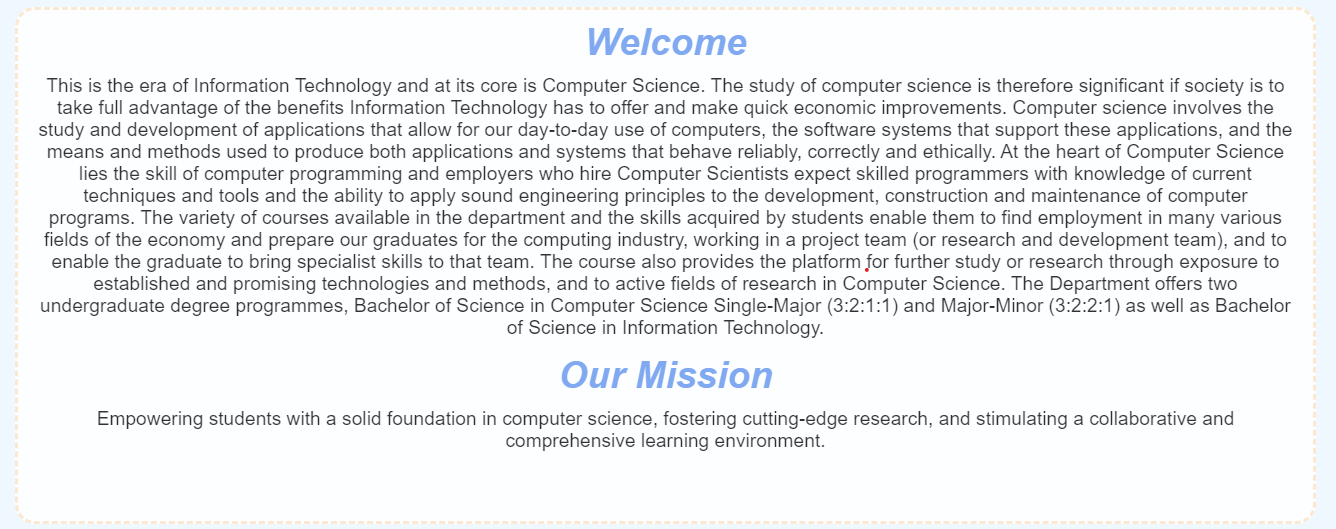 Welcome
This is the era of Information Technology and at its core is Computer Science. The study of computer science is therefore significant if society is to
take full advantage of the benefits Information Technology has to offer and make quick economic improvements. Computer science involves the
study and development of applications that allow for our day-to-day use of computers, the software systems that support these applications, and the
means and methods used to produce both applications and systems that behave reliably, correctly and ethically. At the heart of Computer Science
lies the skill of computer programming and employers who hire Computer Scientists expect skilled programmers with knowledge of current
techniques and tools and the ability to apply sound engineering principles to the development, construction and maintenance of computer
programs. The variety of courses available in the department and the skills acquired by students enable them to find employment in many various
fields of the economy and prepare our graduates for the computing industry, working in a project team (or research and development team), and to
enable the graduate to bring specialist skills to that team. The course also provides the platform for further study or research through exposure to
established and promising technologies and methods, and to active fields of research in Computer Science. The Department offers two
undergraduate degree programmes, Bachelor of Science in Computer Science Single-Major (3:2:1:1) and Major-Minor (3:2:2:1) as well as Bachelor
of Science in Information Technology.
Our Mission
Empowering students with a solid foundation in computer science, fostering cutting-edge research, and stimulating a collaborative and
comprehensive learning environment.